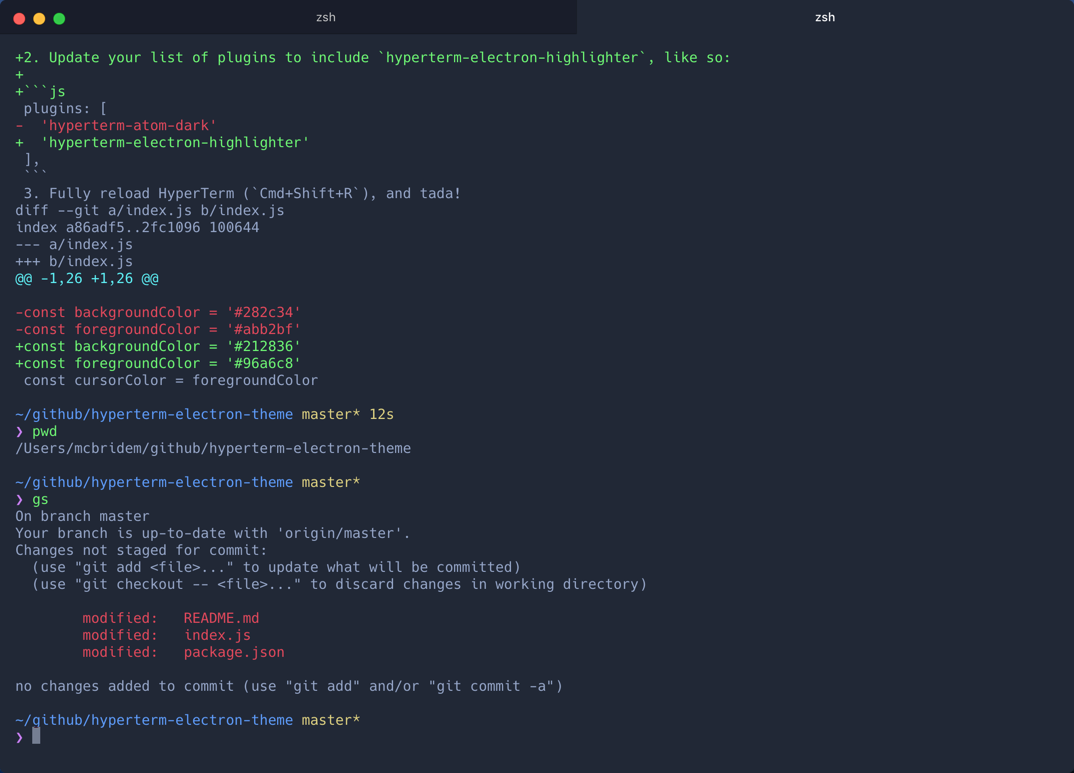 zsh
zsh
+2. Update your list of plugins to include `hyperterm-electron-highlighter`, like so:
+
+```js
 plugins: [
-  'hyperterm-atom-dark'
+  'hyperterm-electron-highlighter'
 ],
 ```
 3. Fully reload HyperTerm (`Cmd+Shift+R`), and tada!
diff --git a/index.js b/index.js
index a86adf5..2fc1096 100644
--- a/index.js
+++ b/index.js
@@ -1,26 +1,26 @@

-const backgroundColor = '#282c34'
-const foregroundColor = '#abb2bf'
+const backgroundColor = '#212836'
+const foregroundColor = '#96a6c8'
 const cursorColor = foregroundColor

~/github/hyperterm-electron-theme master* 12s
❯ pwd
/Users/mcbridem/github/hyperterm-electron-theme

~/github/hyperterm-electron-theme master*
❯ gs
On branch master
Your branch is up-to-date with 'origin/master'.
Changes not staged for commit:
  (use "git add <file>..." to update what will be committed)
  (use "git checkout -- <file>..." to discard changes in working directory)

        modified:   README.md
        modified:   index.js
        modified:   package.json

no changes added to commit (use "git add" and/or "git commit -a")

~/github/hyperterm-electron-theme master*
❯